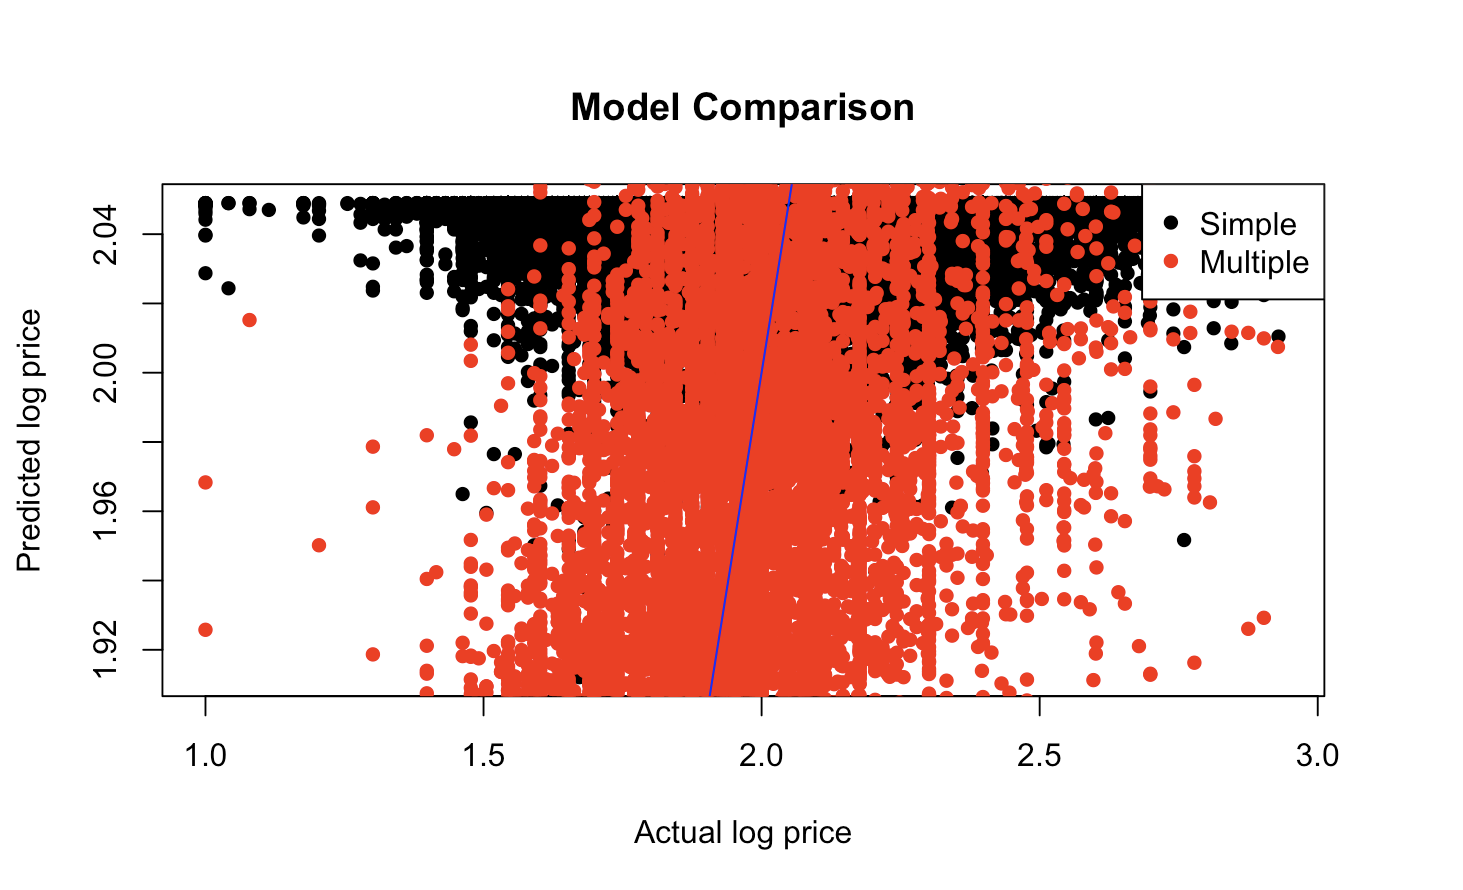 Model Comparison
Simple
Multiple
2.04
2.00
1.96
1.92
Predicted log price
1.0 1.5 2.0 2.5 3.0
Actual log price